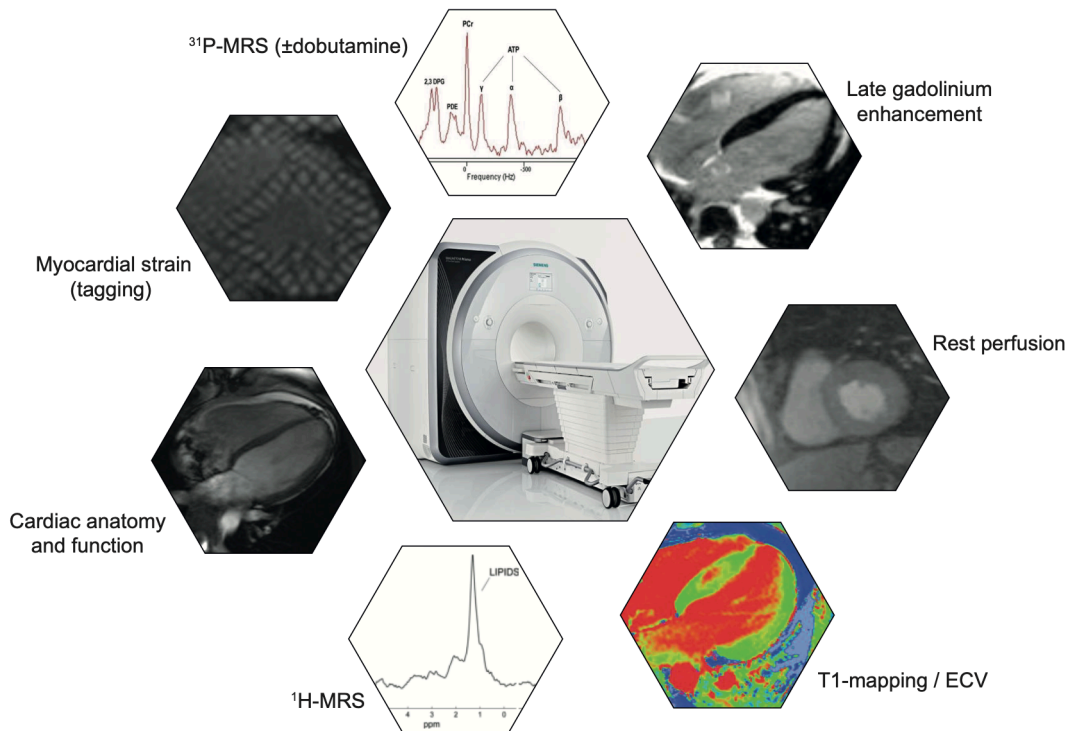 ³¹P-MRS (±dobutamine)
PCr
ATP
2,3 DPG
PDE
γ
α
β
0
-300
Frequency (Hz)
Late gadolinium
enhancement
Myocardial strain
(tagging)
SIEMENS
Rest perfusion
Cardiac anatomy
and function
LIPIDS
4
3
2
1
0
ppm
¹H-MRS
T1-mapping / ECV